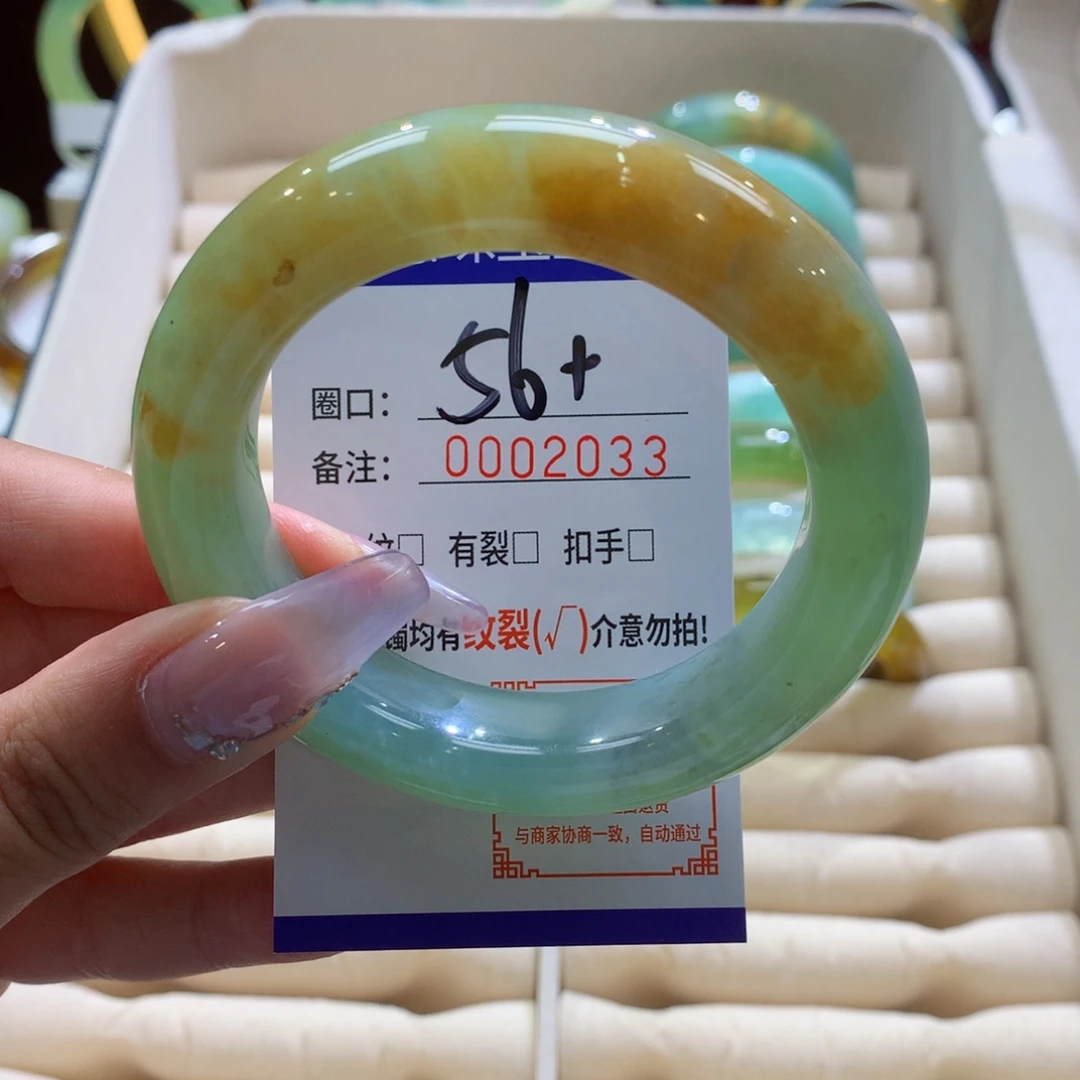 圈口： 56+
备注： 0002033
纹□ 有裂□ 扣手□
镯均有纹裂(√)介意勿拍!
与商家协商一致，自动通过